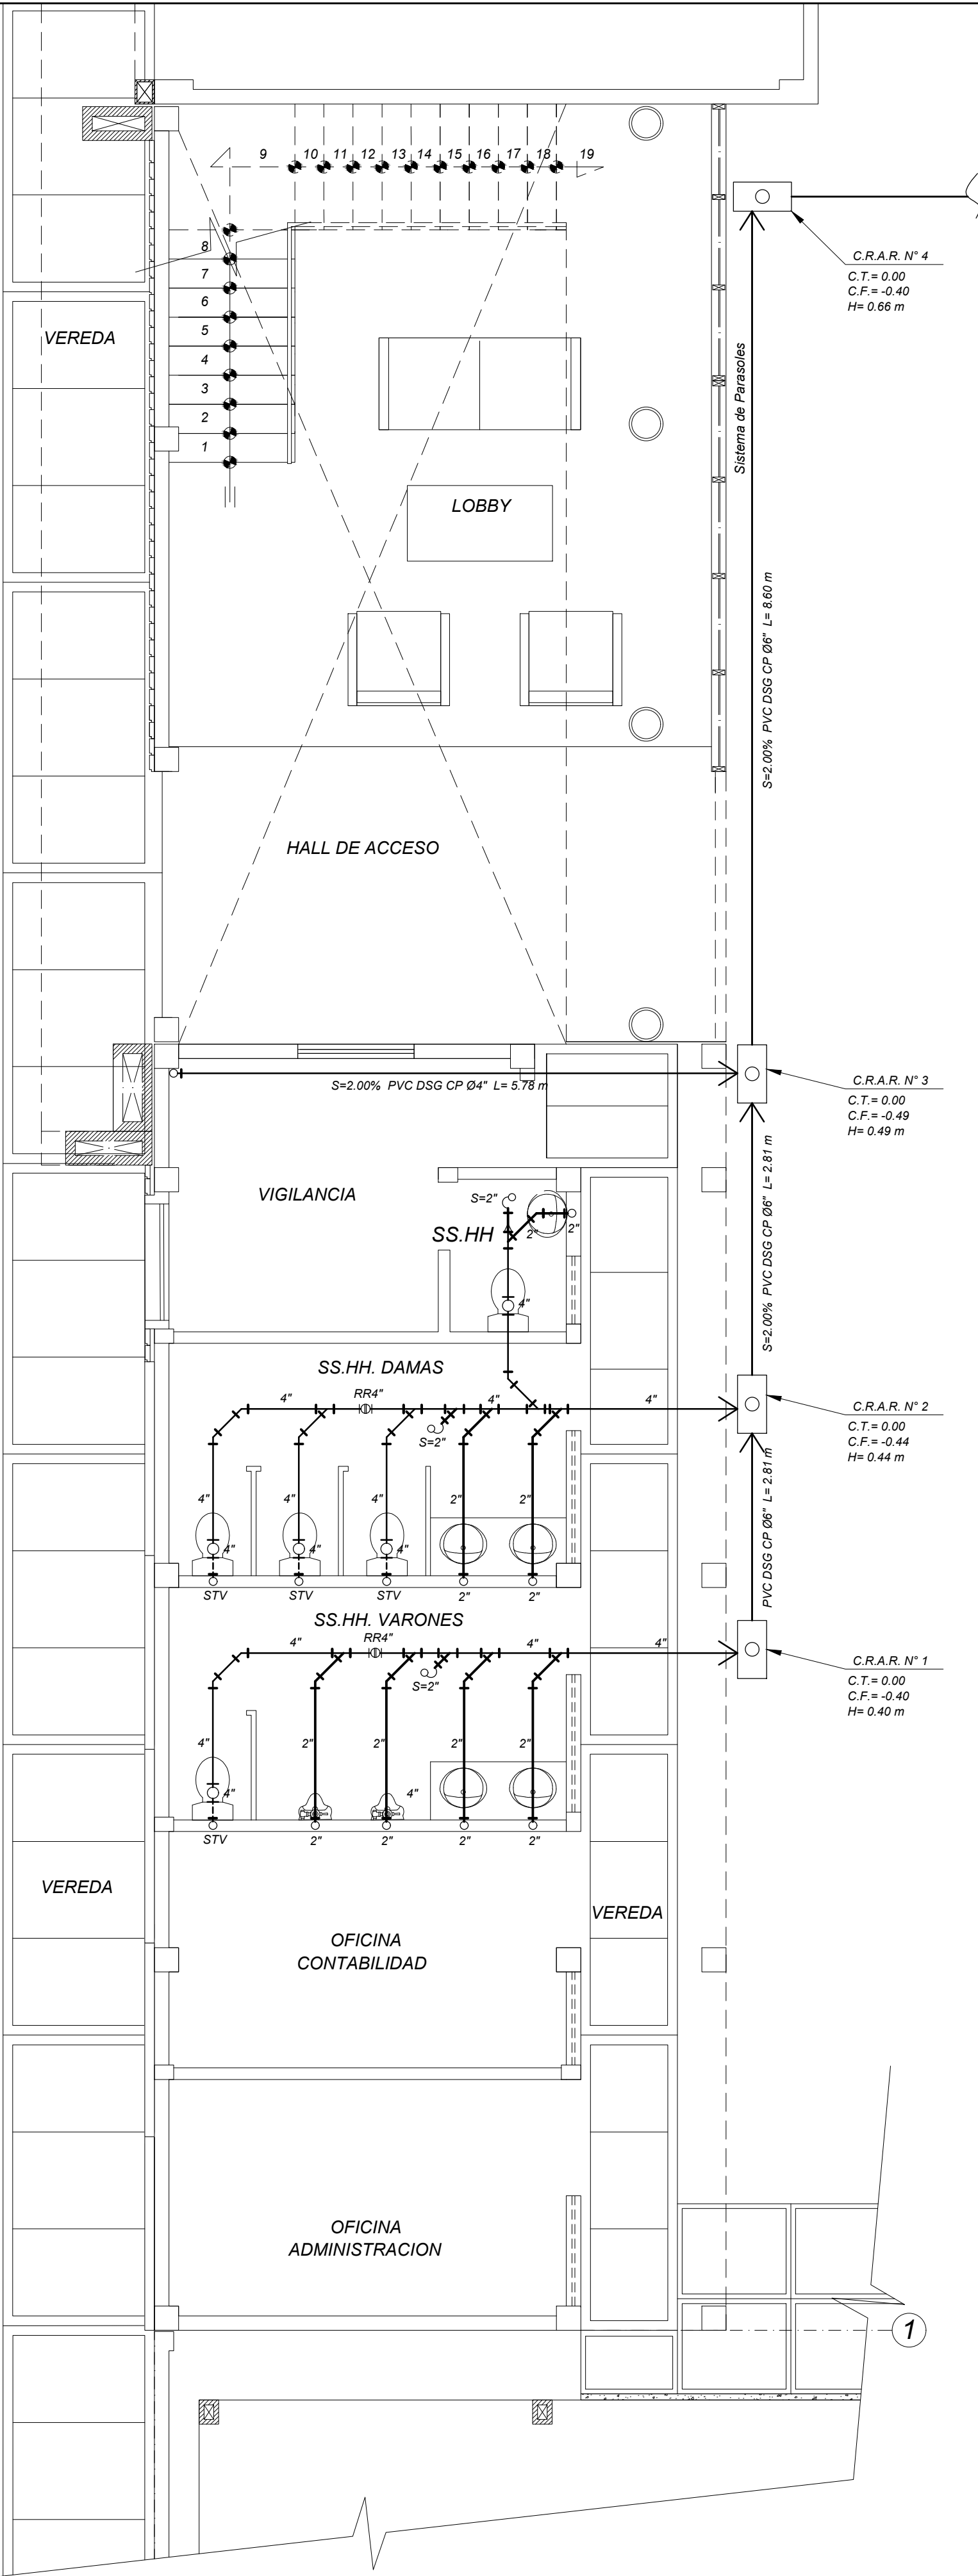 9
10
11
12
13
14
15
16
17
18
19
8
7
6
5
4
3
2
1
VEREDA
C.R.A.R. N° 4
C.T.= 0.00
C.F.= -0.40
H= 0.66 m
Sistema de Parasoles
LOBBY
S=2.00% PVC DSG CP Ø6" L= 8.60 m
HALL DE ACCESO
S=2.00% PVC DSG CP Ø4" L= 5.78 m
C.R.A.R. N° 3
C.T.= 0.00
C.F.= -0.49
H= 0.49 m
VIGILANCIA
S=2"
SS.HH
2"
2"
4"
S=2.00% PVC DSG CP Ø6" L= 2.81 m
SS.HH. DAMAS
4"
RR4"
4"
4"
S=2"
C.R.A.R. N° 2
C.T.= 0.00
C.F.= -0.44
H= 0.44 m
4"
4"
4"
2"
2"
4"
4"
4"
STV
STV
STV
2"
2"
PVC DSG CP Ø6" L= 2.81 m
SS.HH. VARONES
4"
RR4"
4"
4"
S=2"
C.R.A.R. N° 1
C.T.= 0.00
C.F.= -0.40
H= 0.40 m
4"
2"
2"
2"
2"
4"
4"
STV
2"
2"
2"
2"
VEREDA
VEREDA
OFICINA
CONTABILIDAD
OFICINA
ADMINISTRACION
1